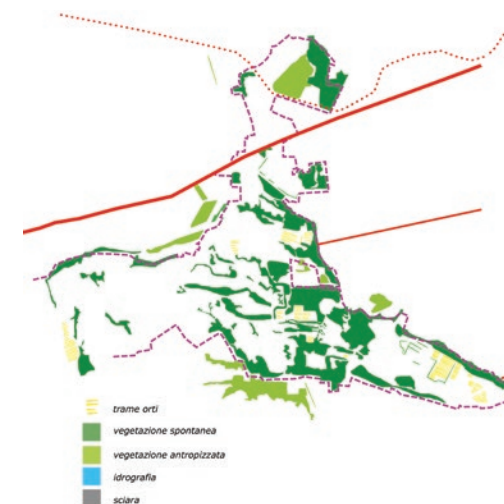 trame orti
vegetazione spontanea
vegetazione antropizzata
idrografia
sciara